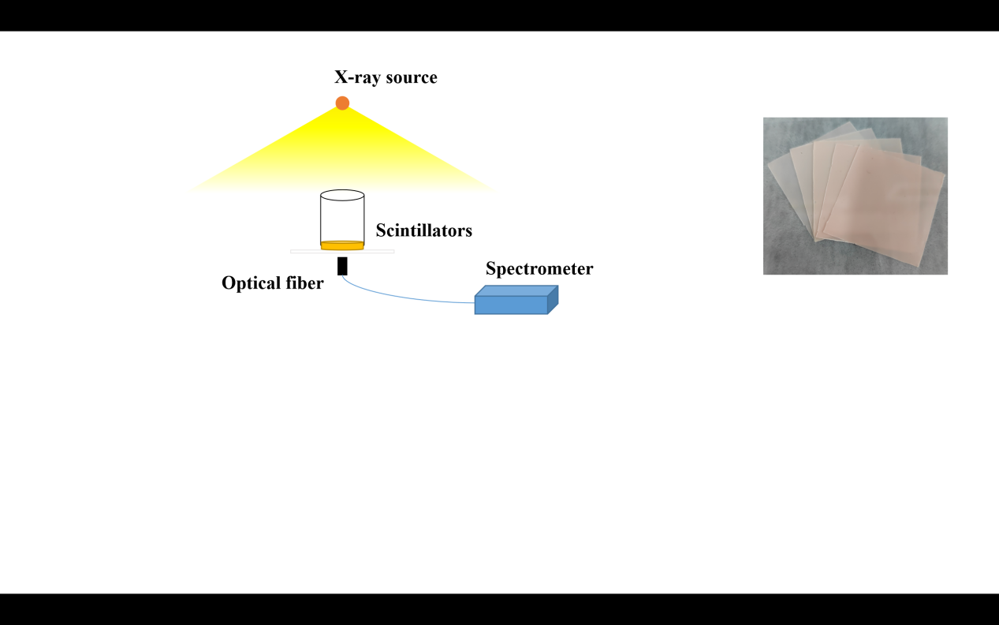 X-ray source
Scintillators
Spectrometer
Optical fiber